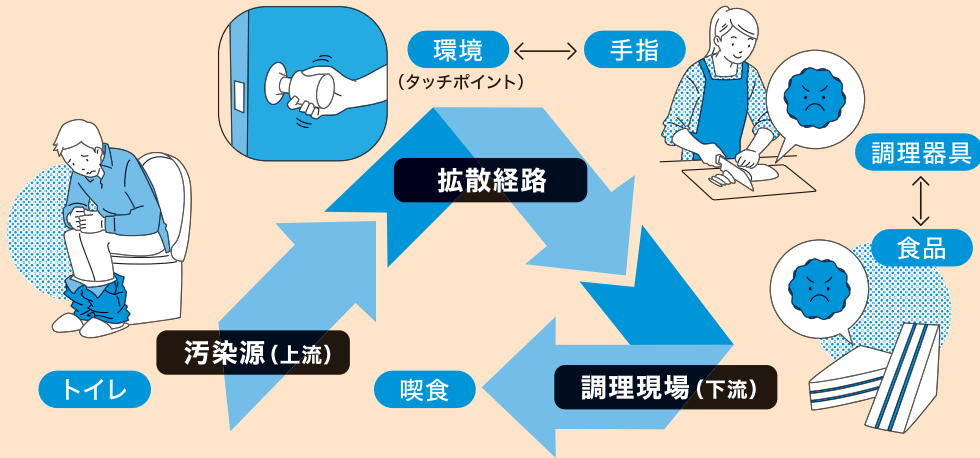 環境
(タッチポイント)
手指
調理器具
拡散経路
食品
汚染源(上流)
トイレ
喫食
調理現場(下流)